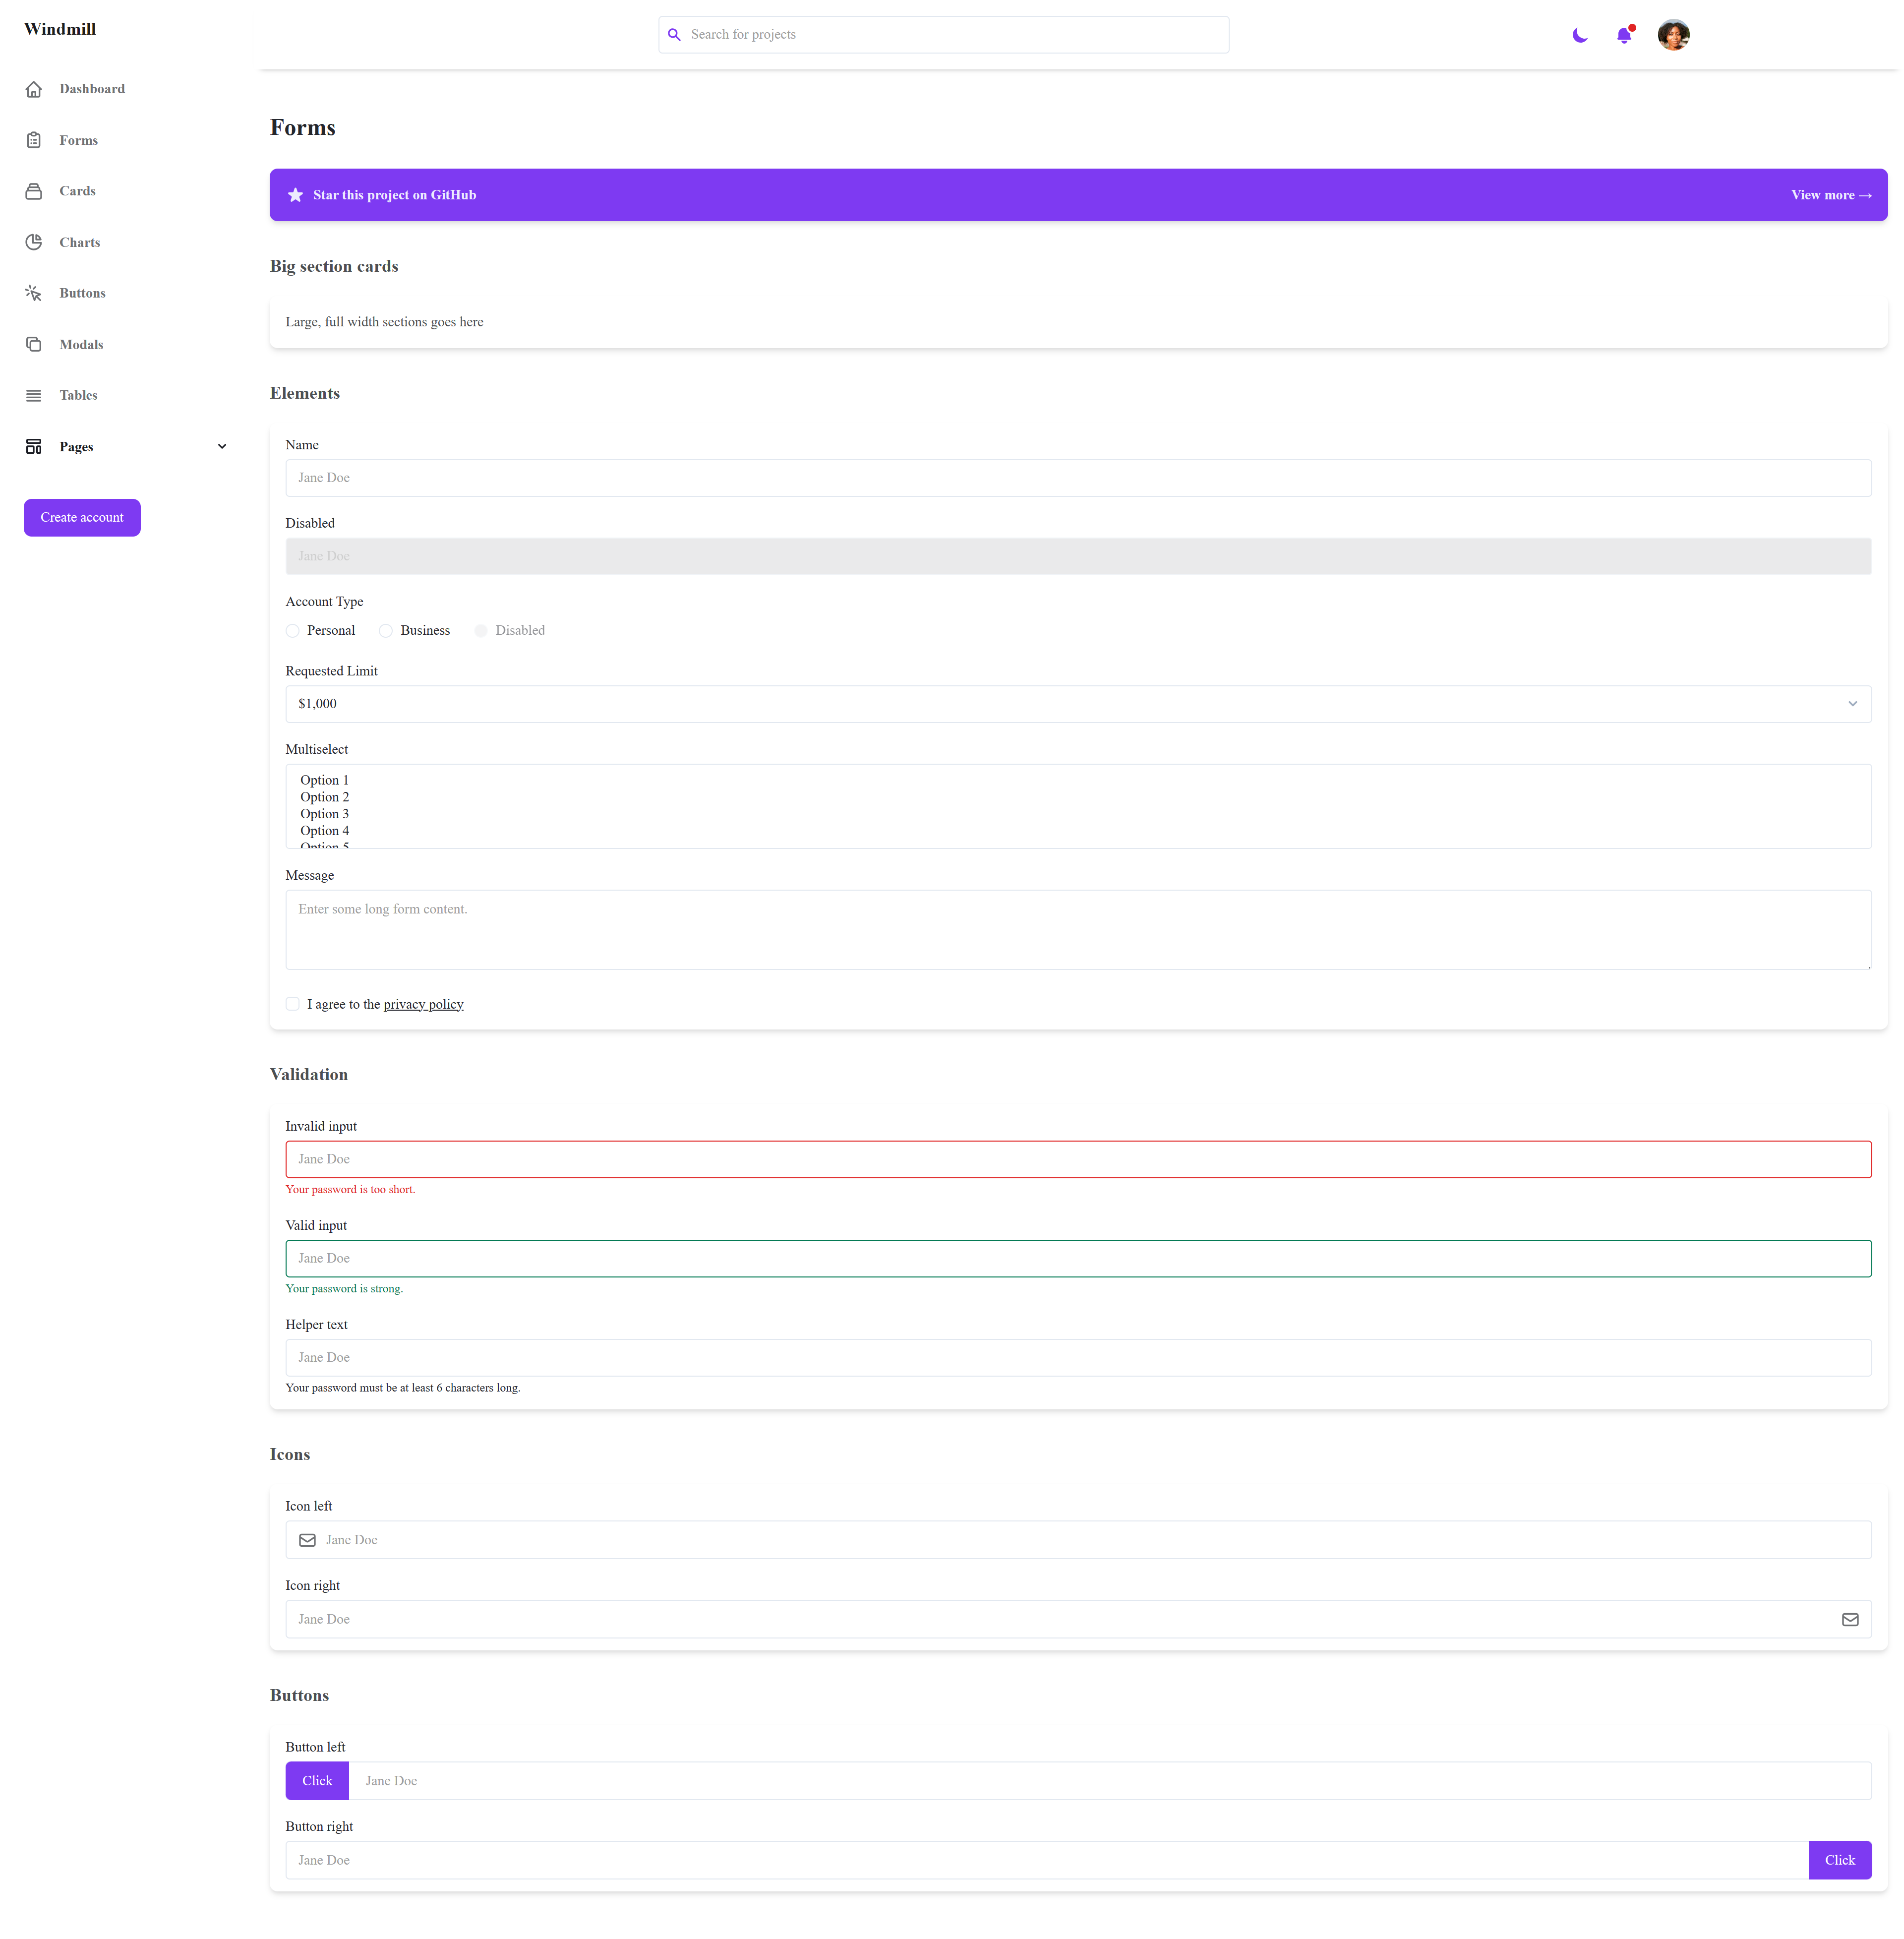 Windmill
Search for projects
Dashboard
Forms
Cards
Charts
Buttons
Modals
Tables
Pages
Create account
Forms
Star this project on GitHub
View more →
Big section cards
Large, full width sections goes here
Elements
Name
Jane Doe
Disabled
Jane Doe
Account Type
Personal
Business
Disabled
Requested Limit
$1,000
Multiselect
Option 1
Option 2
Option 3
Option 4
Option 5
Message
Enter some long form content.
I agree to the privacy policy
Validation
Invalid input
Jane Doe
Your password is too short.
Valid input
Jane Doe
Your password is strong.
Helper text
Jane Doe
Your password must be at least 6 characters long.
Icons
Icon left
Jane Doe
Icon right
Jane Doe
Buttons
Button left
Click
Jane Doe
Button right
Jane Doe
Click